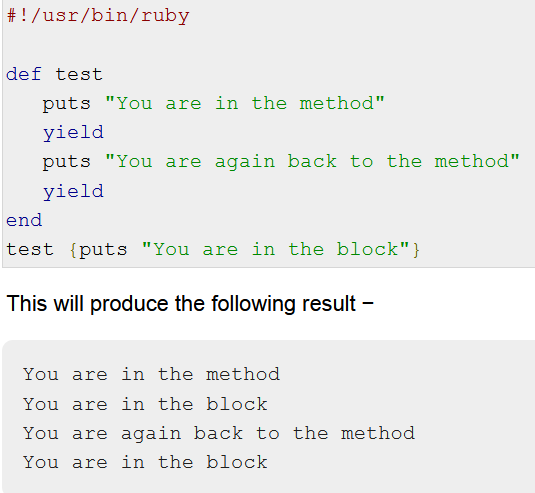 #!/usr/bin/ruby
def test
   puts "You are in the method"
   yield
   puts "You are again back to the method"
   yield
end
test {puts "You are in the block"}
This will produce the following result −
You are in the method
You are in the block
You are again back to the method
You are in the block